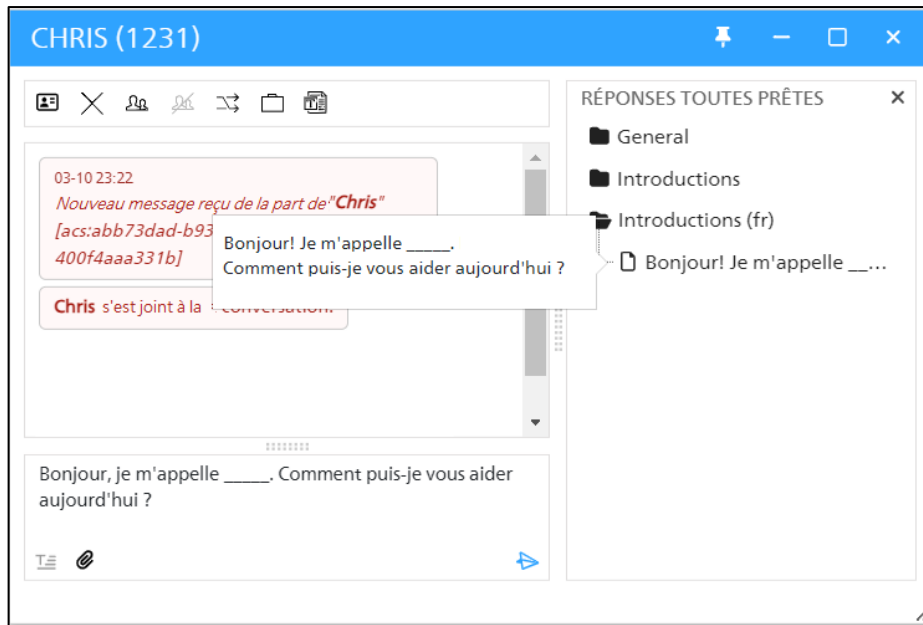 CHRIS (1231)
RÉPONSES TOUTES PRÊTES
General
Introductions
Introductions (fr)
Bonjour! Je m'appelle __...
03-10 23:22
Nouveau message reçu de la part de"Chris"
[acs:abb73dad-b93
400f4aaa331b]
Chris s'est joint à la conversation.
Bonjour! Je m'appelle _____.
Comment puis-je vous aider aujourd'hui ?
Bonjour, je m'appelle _____. Comment puis-je vous aider
aujourd'hui ?